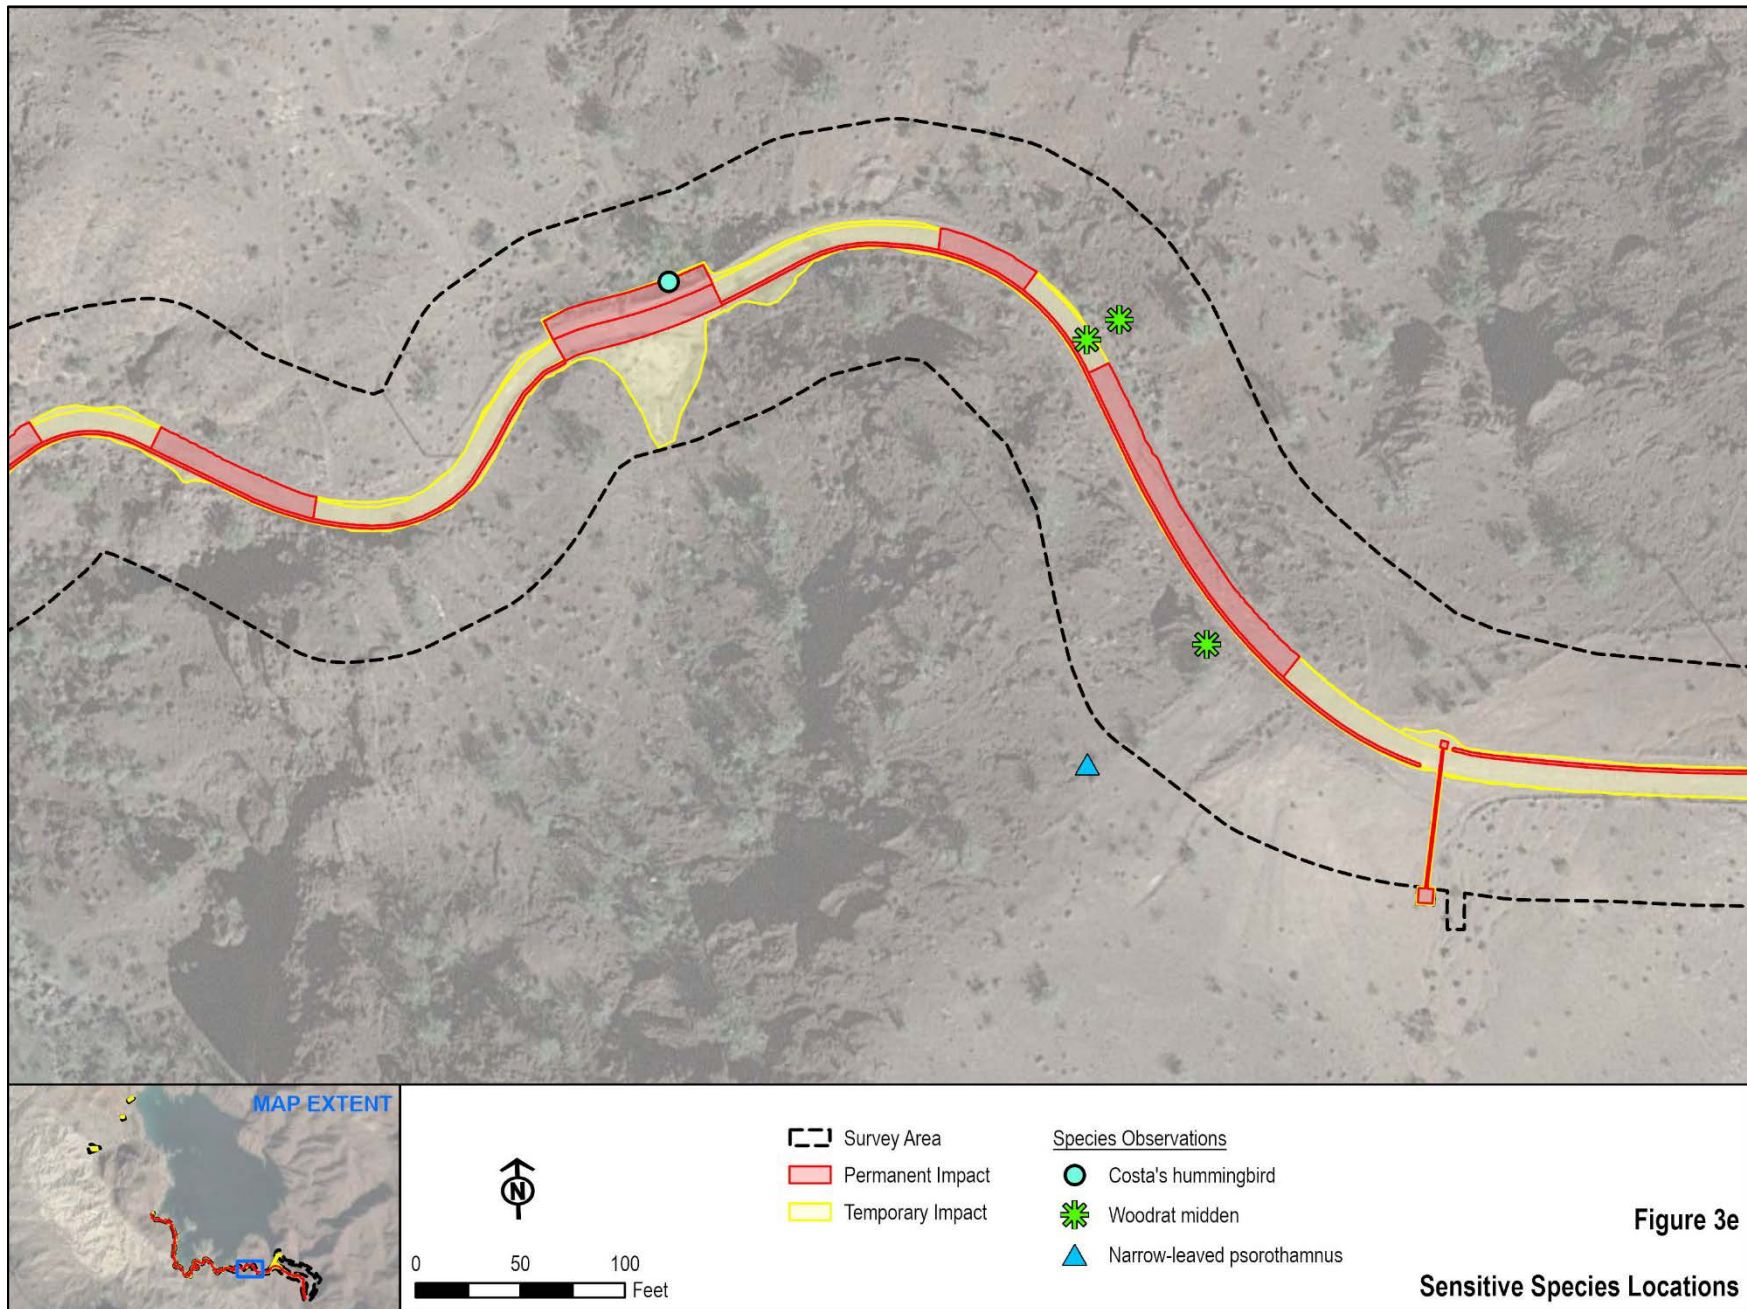 MAP EXTENT
N
0 50 100
Feet
Survey Area
Permanent Impact
Temporary Impact
Species Observations
Costa's hummingbird
Woodrat midden
Narrow-leaved psorothamnus
Figure 3e
Sensitive Species Locations